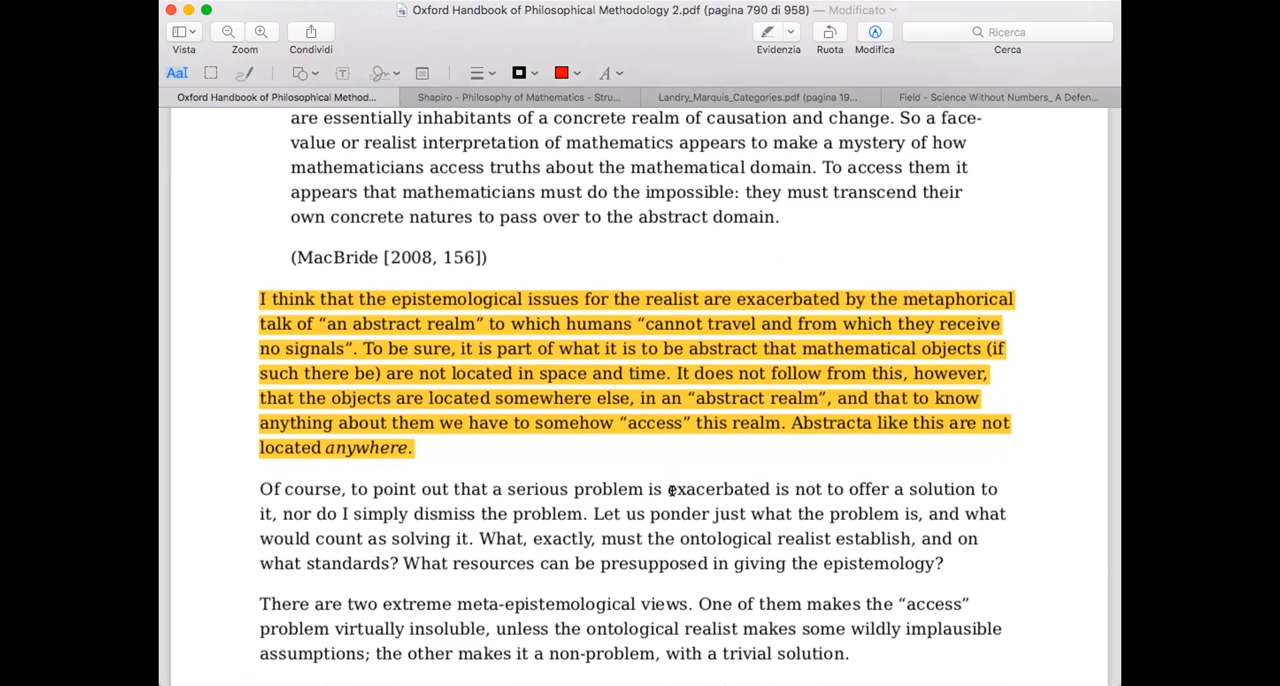 Oxford Handbook of Philosophical Methodology 2.pdf (pagina 790 di 958) — Modificato
Vista
Zoom
Condividi
Evidenzia
Ruota
Modifica
Ricerca
Cerca
AaI
T
A
Oxford Handbook of Philosophical Method...
Shapiro - Philosophy of Mathematics - Stru...
Landry_Marquis_Categories.pdf (pagina 19...
Field - Science Without Numbers_ A Defen...
are essentially inhabitants of a concrete realm of causation and change. So a face-
value or realist interpretation of mathematics appears to make a mystery of how
mathematicians access truths about the mathematical domain. To access them it
appears that mathematicians must do the impossible: they must transcend their
own concrete natures to pass over to the abstract domain.
(MacBride [2008, 156])
I think that the epistemological issues for the realist are exacerbated by the metaphorical
talk of “an abstract realm” to which humans “cannot travel and from which they receive
no signals”. To be sure, it is part of what it is to be abstract that mathematical objects (if
such there be) are not located in space and time. It does not follow from this, however,
that the objects are located somewhere else, in an “abstract realm”, and that to know
anything about them we have to somehow “access” this realm. Abstracta like this are not
located anywhere.
Of course, to point out that a serious problem is exacerbated is not to offer a solution to
it, nor do I simply dismiss the problem. Let us ponder just what the problem is, and what
would count as solving it. What, exactly, must the ontological realist establish, and on
what standards? What resources can be presupposed in giving the epistemology?
There are two extreme meta-epistemological views. One of them makes the “access”
problem virtually insoluble, unless the ontological realist makes some wildly implausible
assumptions; the other makes it a non-problem, with a trivial solution.